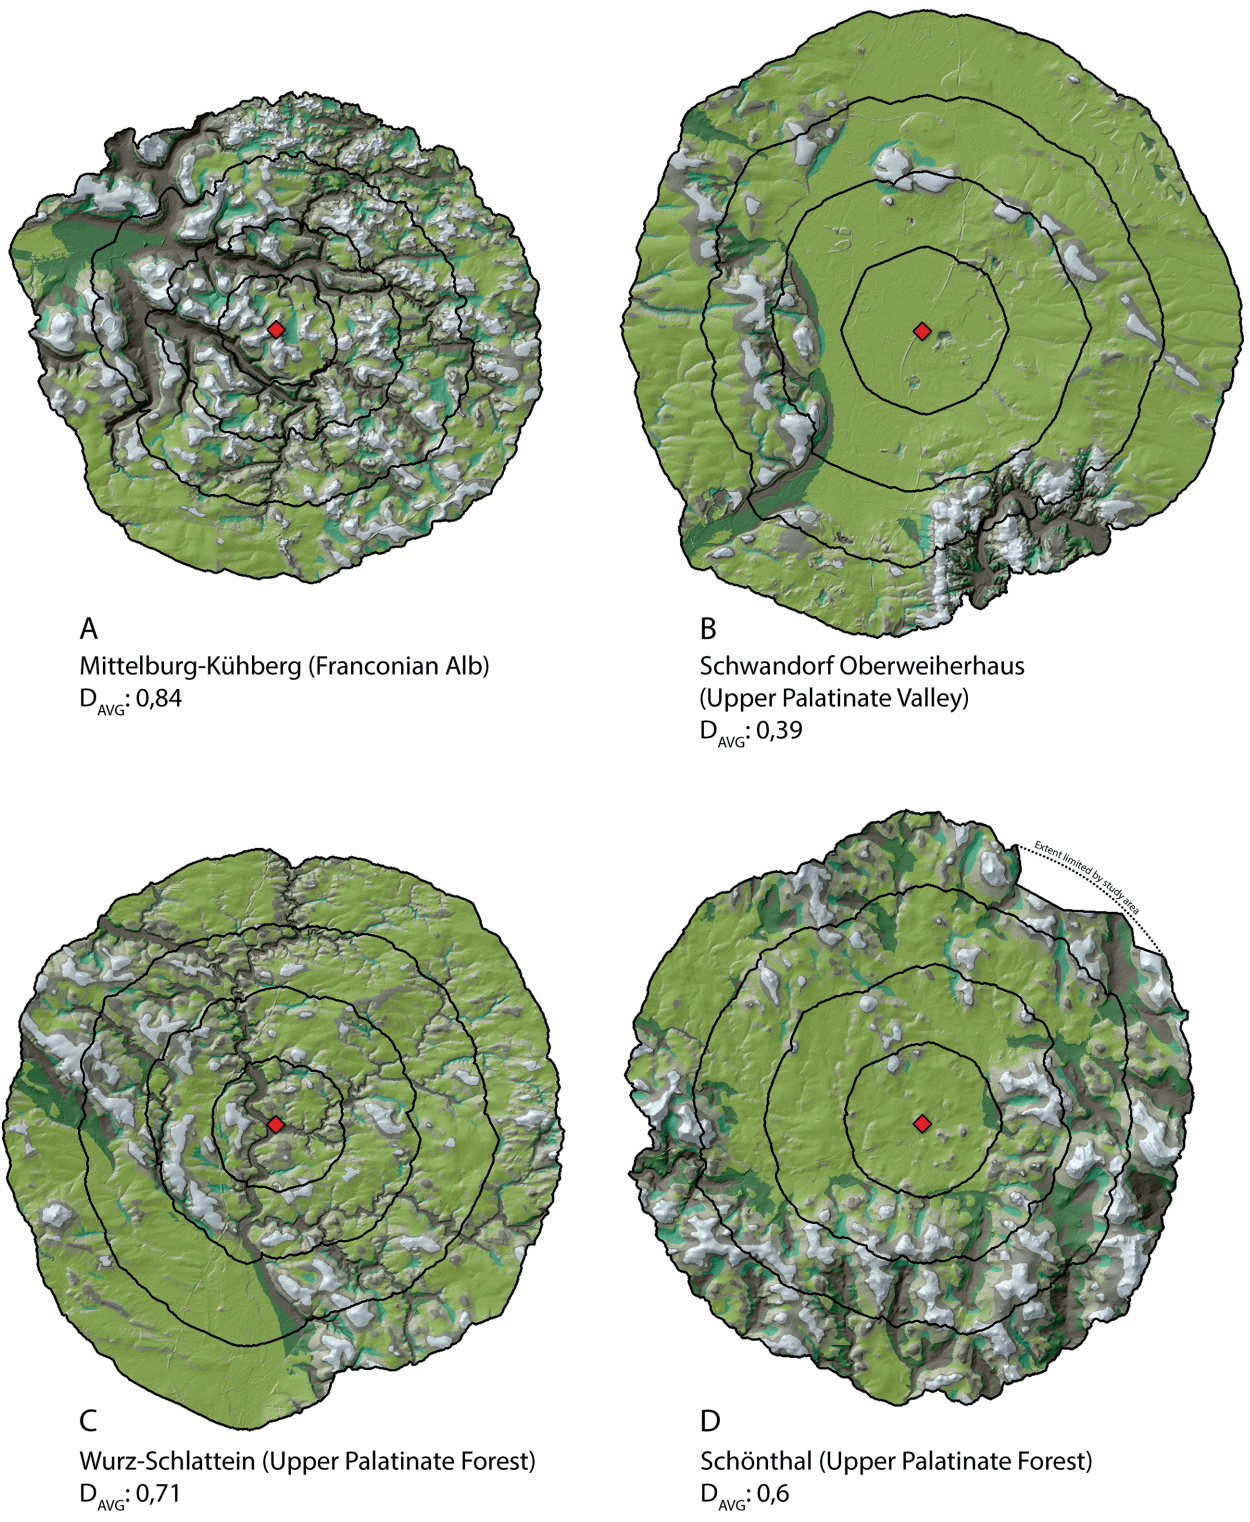 A
Mittelburg-Kühberg (Franconian Alb)
DAVG: 0,84
B
Schwandorf Oberweiherhaus
(Upper Palatinate Valley)
DAVG: 0,39
Extent limited by study area
C
Wurz-Schlattein (Upper Palatinate Forest)
DAVG: 0,71
D
Schönthal (Upper Palatinate Forest)
DAVG: 0,6